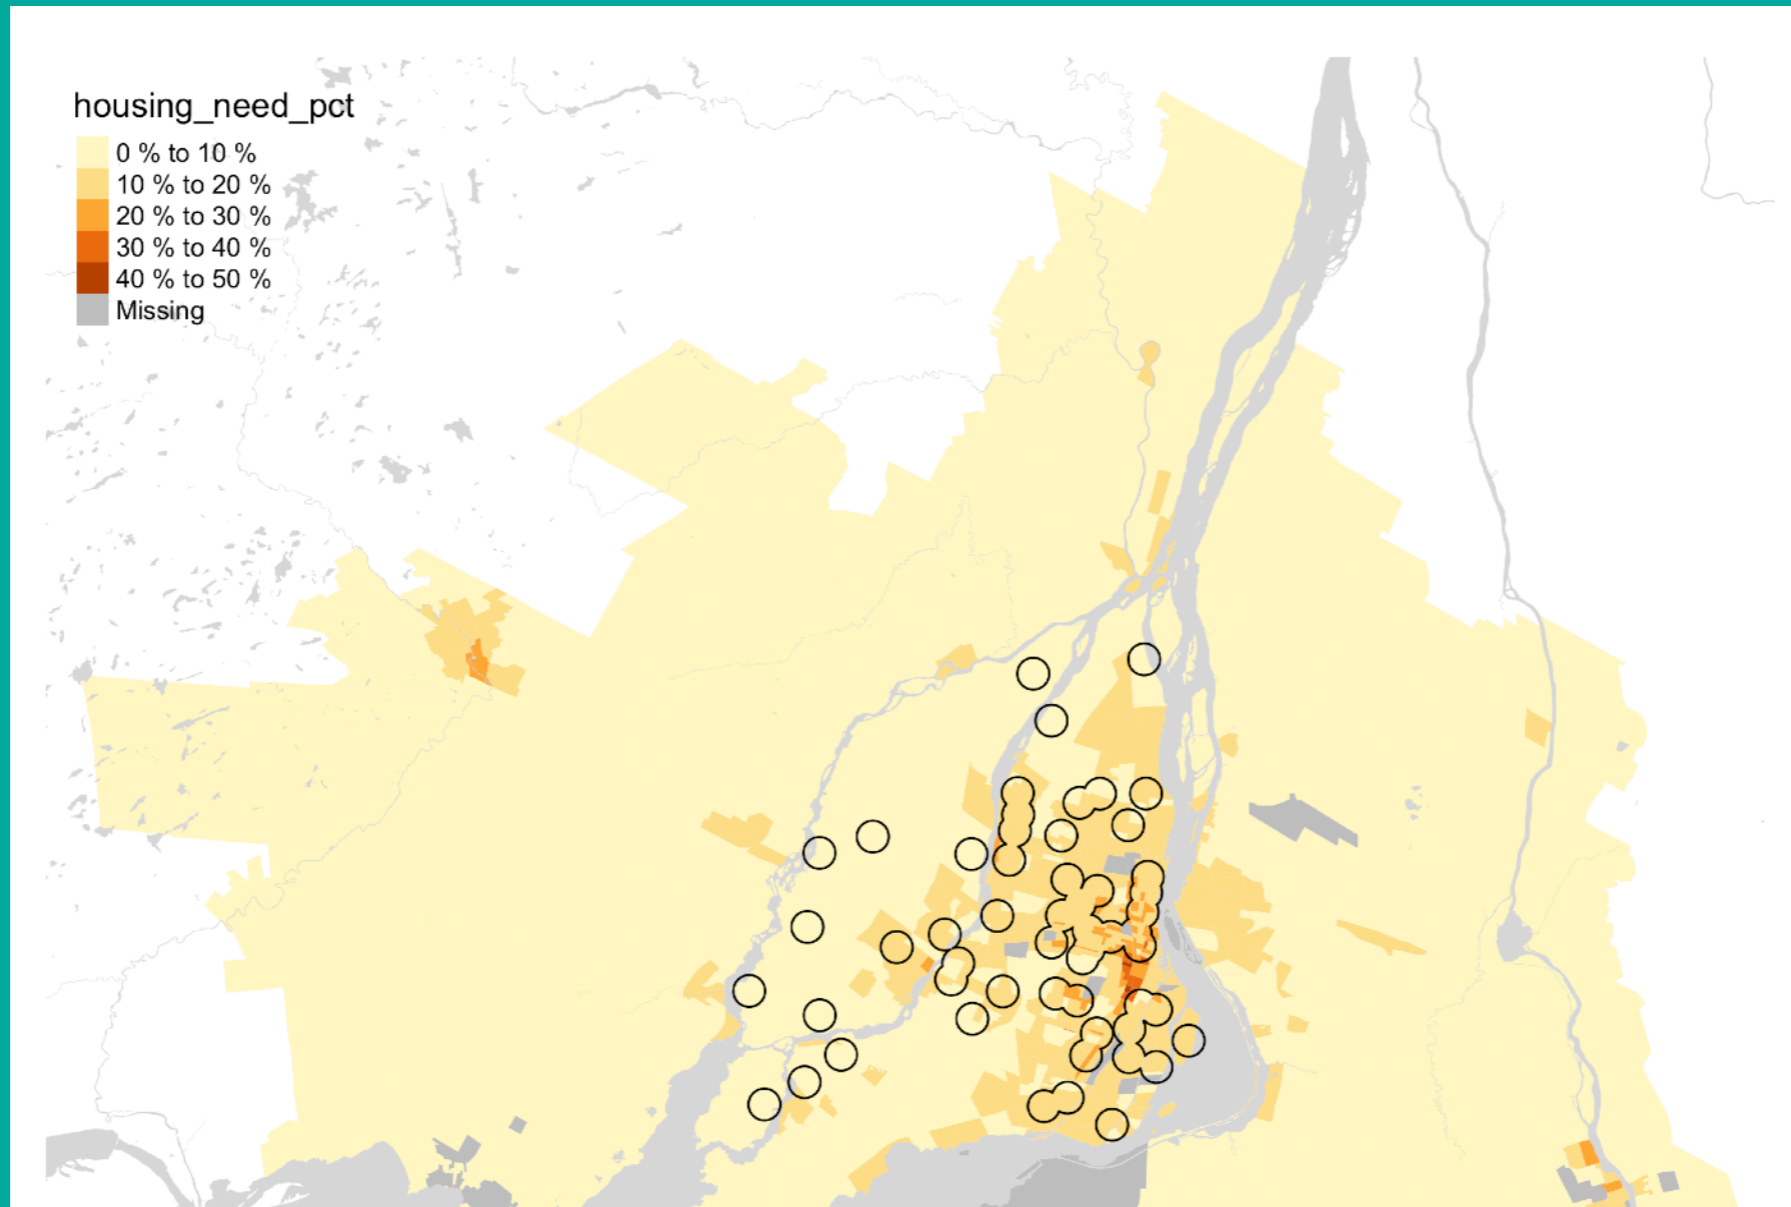 housing_need_pct
0 % to 10 %
10 % to 20 %
20 % to 30 %
30 % to 40 %
40 % to 50 %
Missing